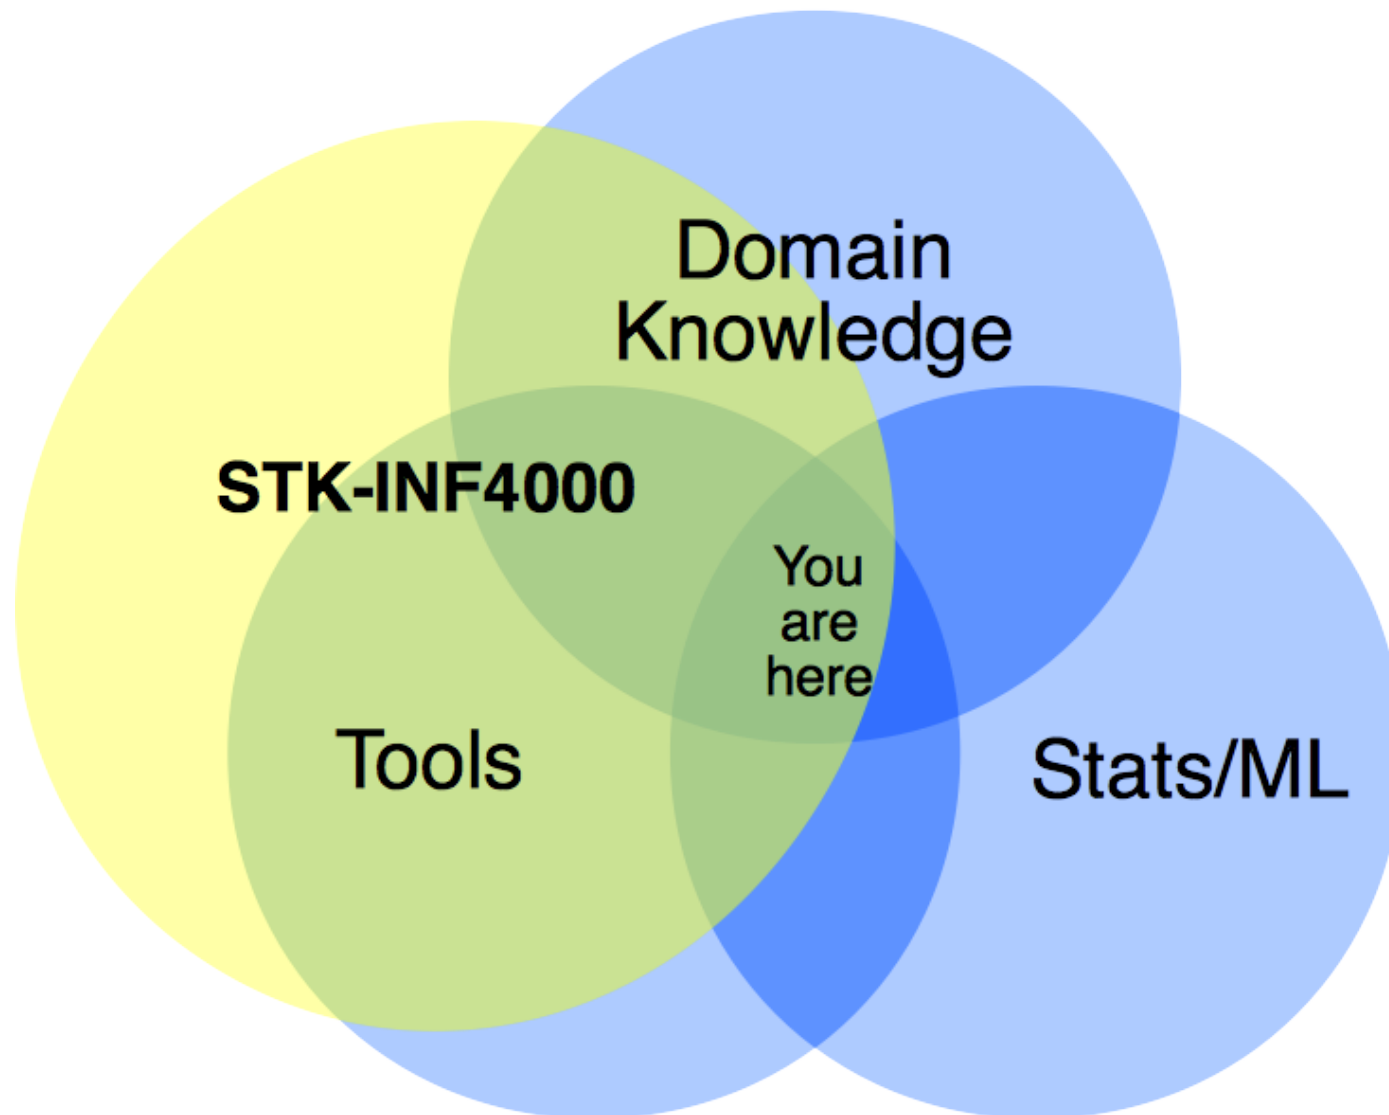 Domain
Knowledge
STK-INF4000
You
are
here
Tools
Stats/ML